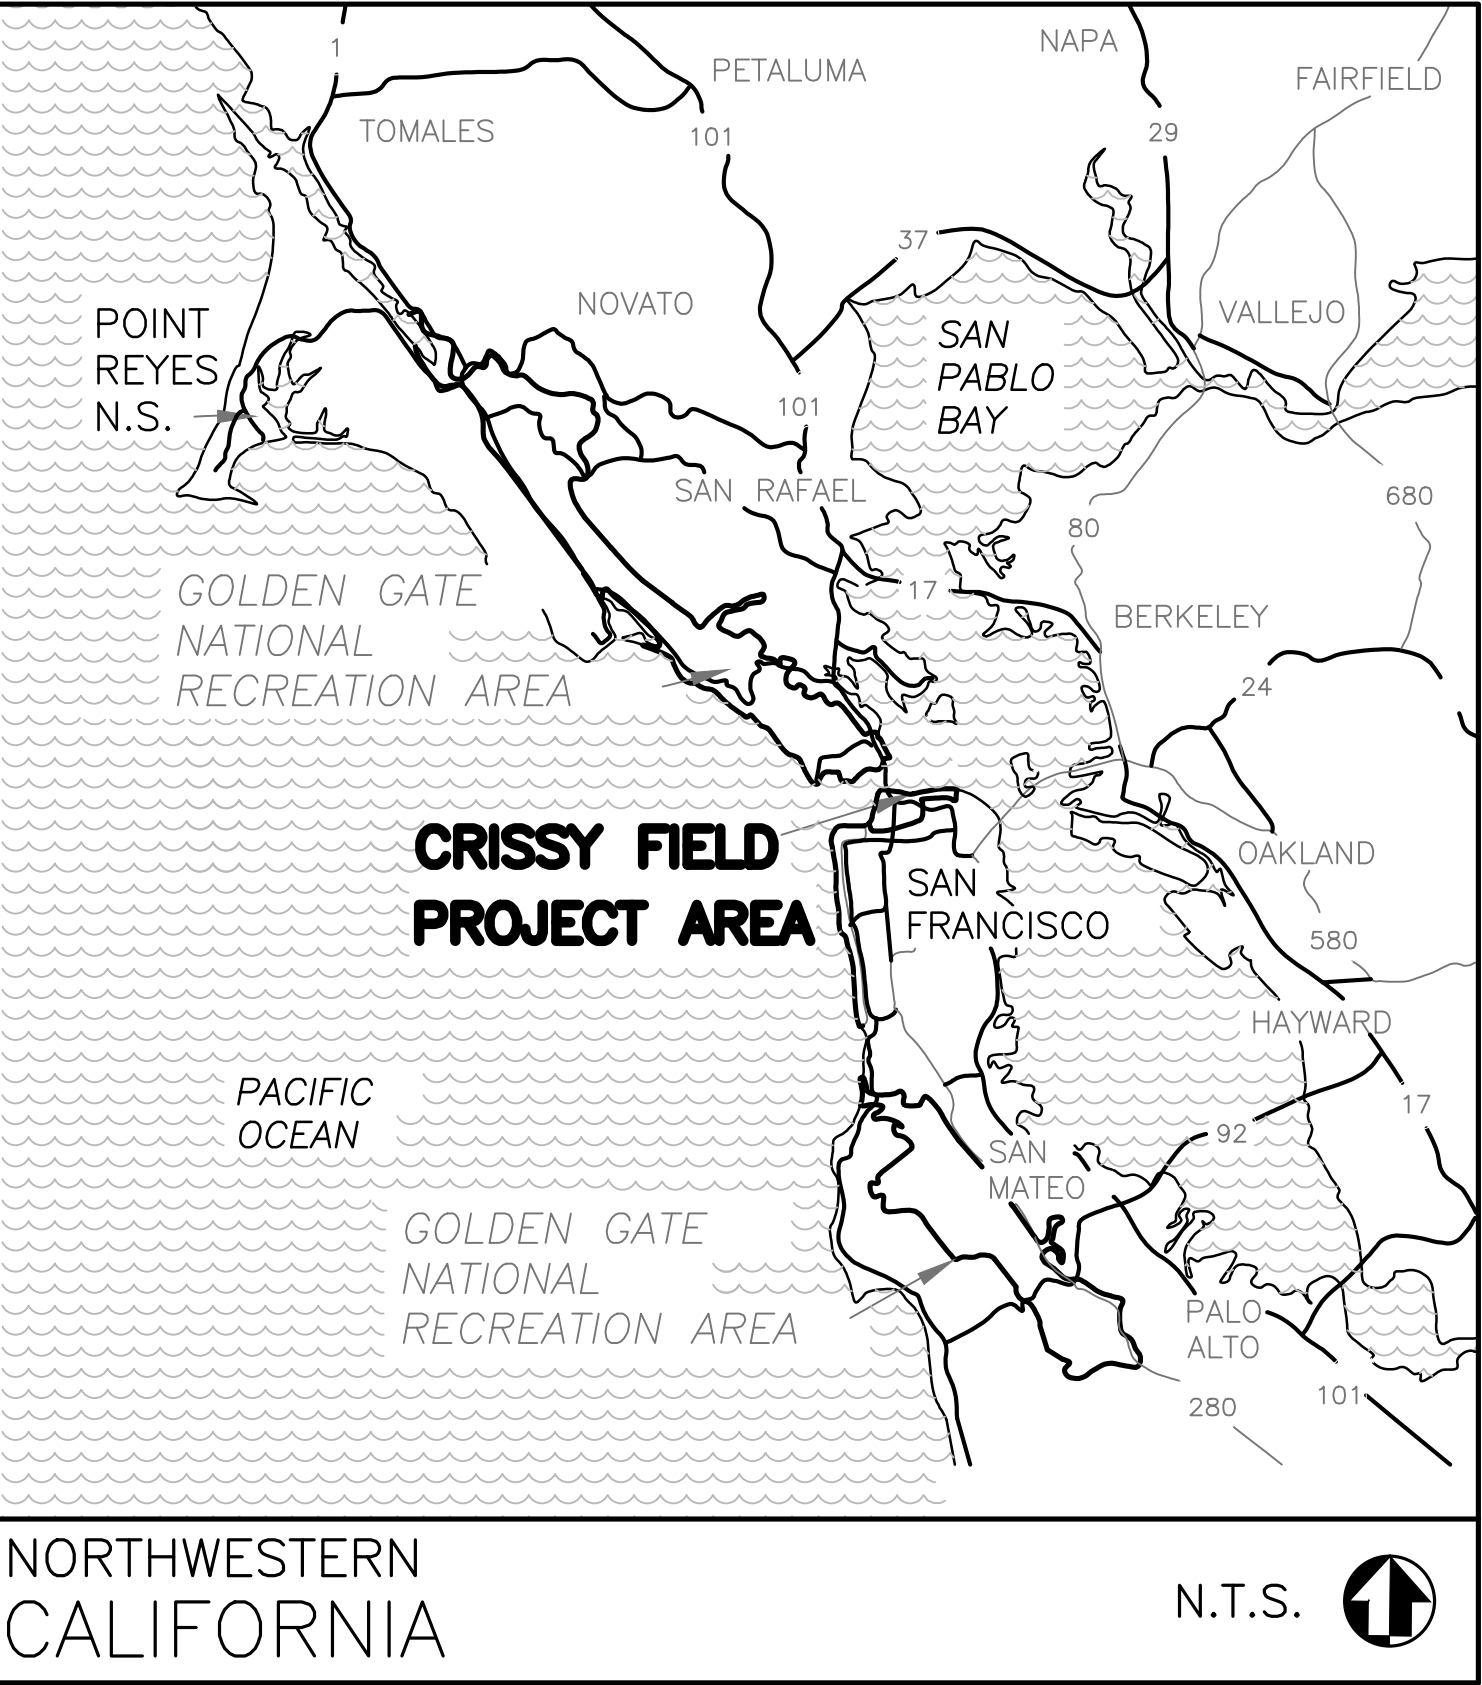 1
NAPA
PETALUMA
FAIRFIELD
TOMALES
101
29
37
NOVATO
VALLEJO
POINT
REYES
N.S.
SAN
PABLO
BAY
101
SAN RAFAEL
680
80
17
BERKELEY
GOLDEN GATE
NATIONAL
RECREATION AREA
24
CRISSY FIELD
PROJECT AREA
OAKLAND
SAN
FRANCISCO
580
HAYWARD
PACIFIC
OCEAN
17
92
SAN
MATEO
GOLDEN GATE
NATIONAL
RECREATION AREA
PALO
ALTO
101
280
NORTHWESTERN
CALIFORNIA
N.T.S.